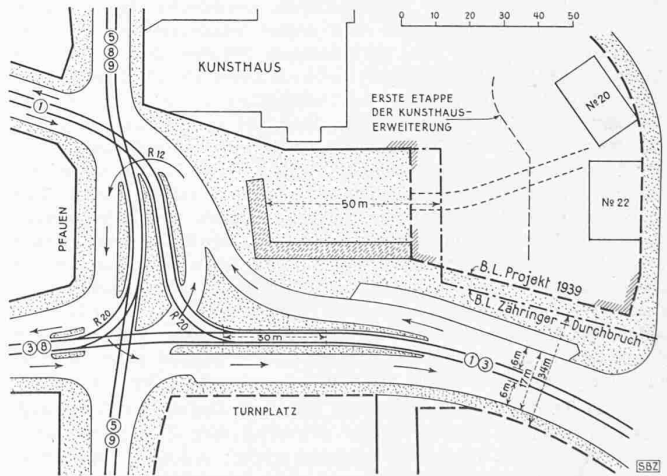 0 10 20 30 40 50
5
8
9
KUNSTHAUS
1
ERSTE ETAPPE
DER KUNSTHAUS-
ERWEITERUNG
Nº 20
R 12
PFAUEN
50 m
Nº 22
B.L. Projekt 1939
B.L. Zähringer - Durchbruch
R 20
R 20
3 8
30 m
1 3
6m
6m
17m
34m
TURNPLATZ
5
9
SBZ